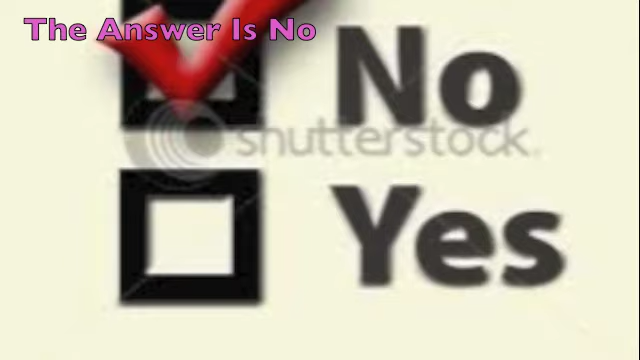 The Answer Is No
No
shutterstock.
Yes